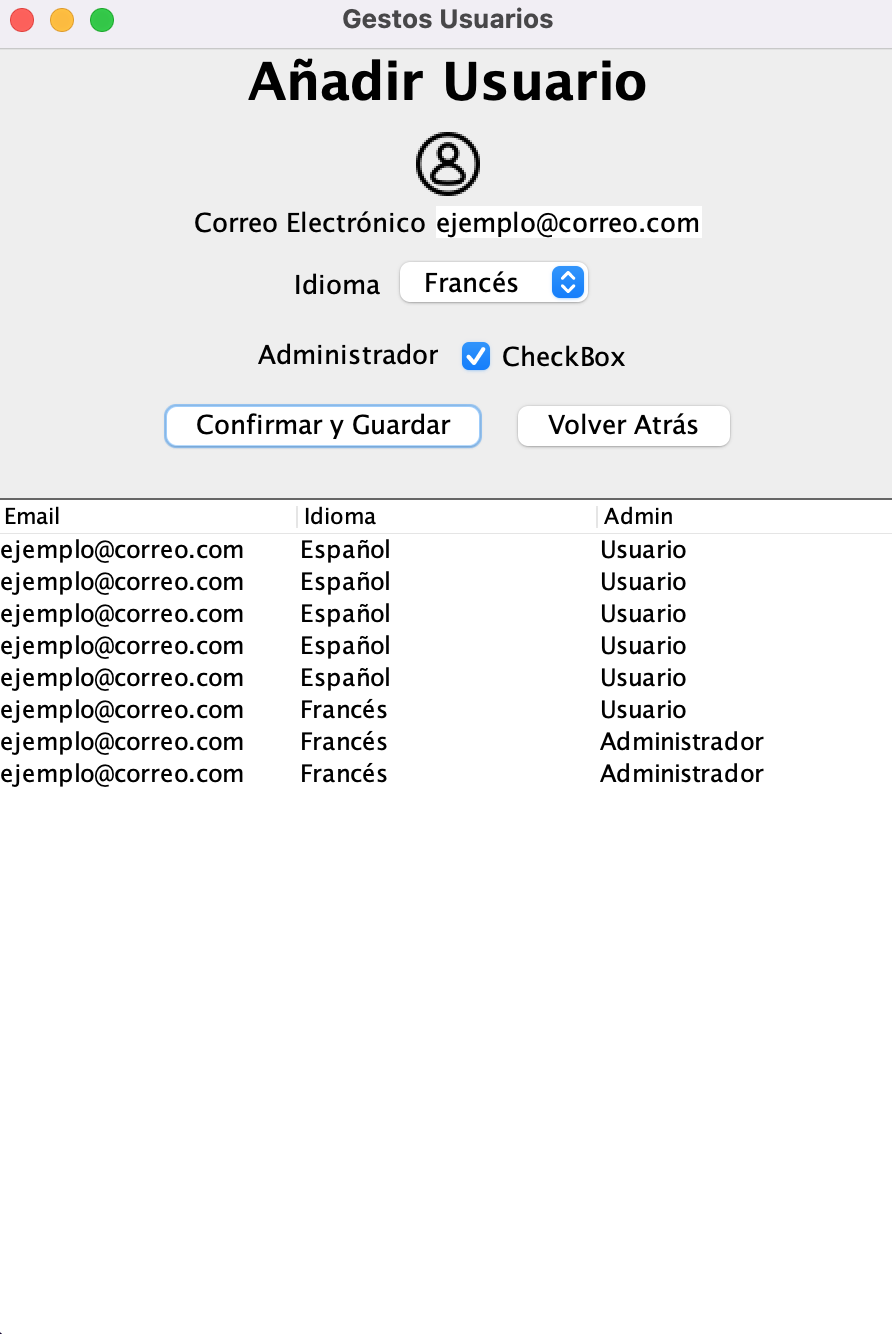 Gestos Usuarios
Añadir Usuario
Correo Electrónico ejemplo@correo.com
Idioma Francés
Administrador CheckBox
Confirmar y Guardar Volver Atrás
Email Idioma Admin
ejemplo@correo.com Español Usuario
ejemplo@correo.com Español Usuario
ejemplo@correo.com Español Usuario
ejemplo@correo.com Español Usuario
ejemplo@correo.com Español Usuario
ejemplo@correo.com Francés Usuario
ejemplo@correo.com Francés Administrador
ejemplo@correo.com Francés Administrador